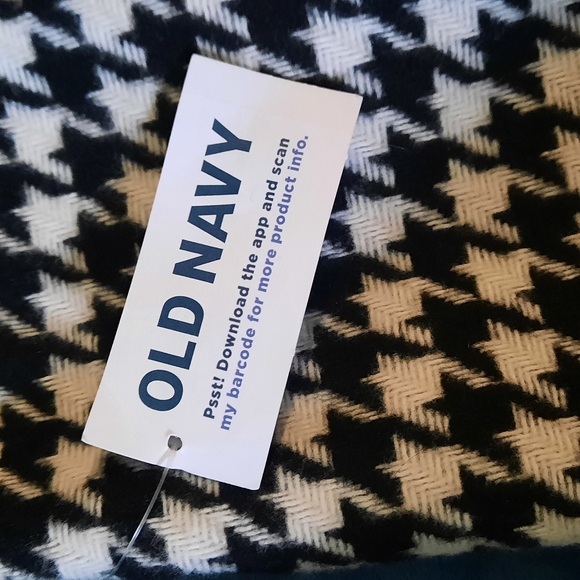 OLD NAVY
Psst! Download the app and scan
my barcode for more product info.